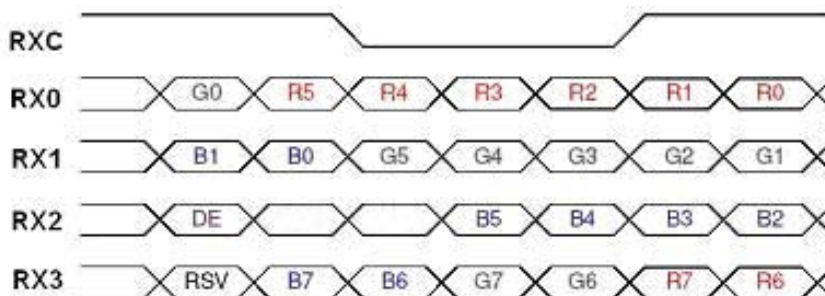 RXC
RX0 G0 R5 R4 R3 R2 R1 R0
RX1 B1 B0 G5 G4 G3 G2 G1
RX2 DE B5 B4 B3 B2
RX3 RSV B7 B6 G7 G6 R7 R6